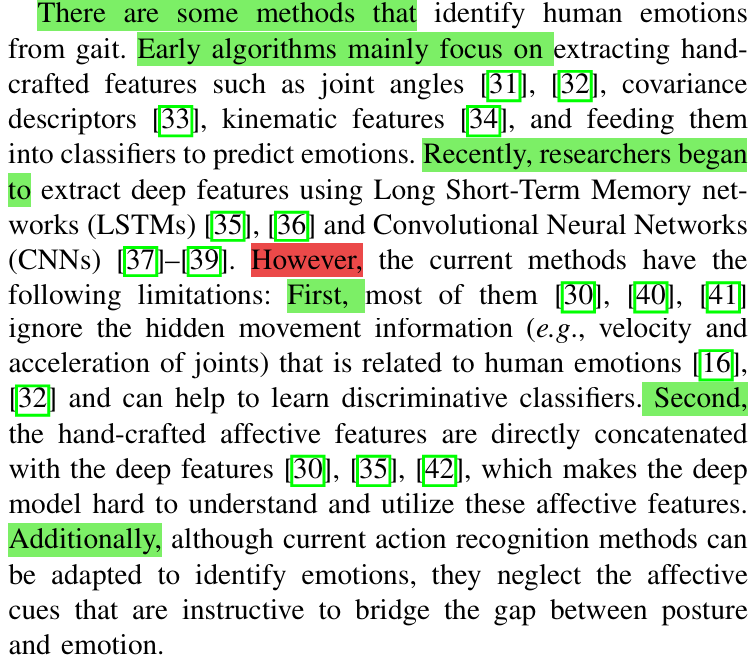 There are some methods that identify human emotions
from gait. Early algorithms mainly focus on extracting hand-
crafted features such as joint angles [31], [32], covariance
descriptors [33], kinematic features [34], and feeding them
into classifiers to predict emotions. Recently, researchers began
to extract deep features using Long Short-Term Memory net-
works (LSTMs) [35], [36] and Convolutional Neural Networks
(CNNs) [37]–[39]. However, the current methods have the
following limitations: First, most of them [30], [40], [41]
ignore the hidden movement information (e.g., velocity and
acceleration of joints) that is related to human emotions [16],
[32] and can help to learn discriminative classifiers. Second,
the hand-crafted affective features are directly concatenated
with the deep features [30], [35], [42], which makes the deep
model hard to understand and utilize these affective features.
Additionally, although current action recognition methods can
be adapted to identify emotions, they neglect the affective
cues that are instructive to bridge the gap between posture
and emotion.